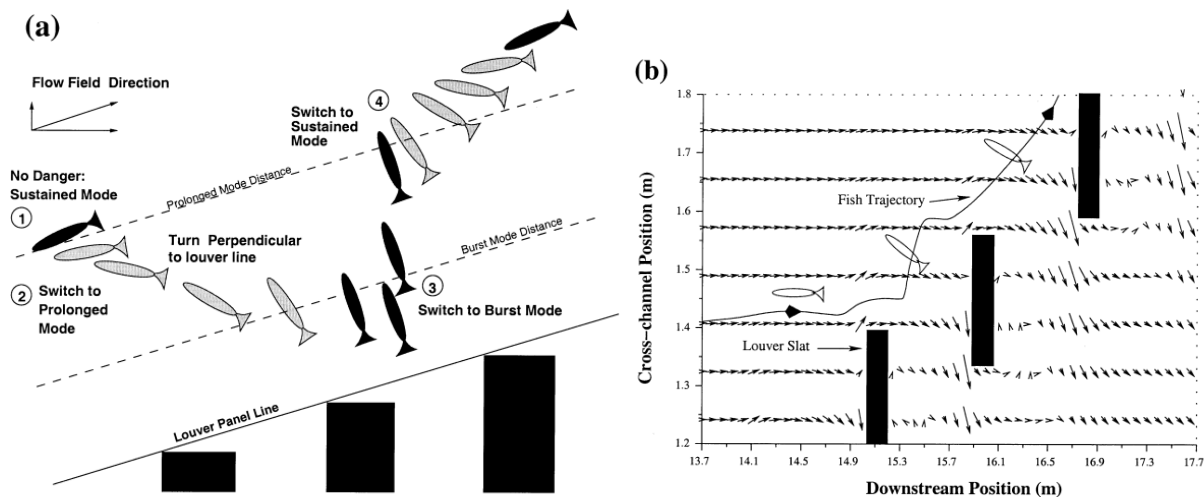 (a)
Flow Field Direction
No Danger:
Sustained Mode
1
2
Switch to
Prolonged
Mode
Turn Perpendicular
to louver line
Prolonged Mode Distance
Switch to
Sustained
Mode
4
Burst Mode Distance
3
Switch to Burst Mode
Louver Panel Line
(b)
Cross-channel Position (m)
1.8
1.7
1.6
1.5
1.4
1.3
1.2
Fish Trajectory
Louver Slat
13.7 14.1 14.5 14.9 15.3 15.7 16.1 16.5 16.9 17.3 17.7
Downstream Position (m)